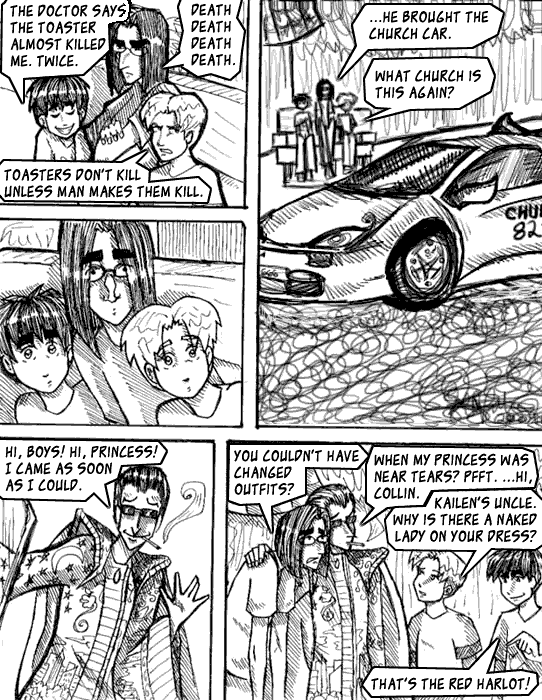 THE DOCTOR SAYS
THE TOASTER
ALMOST KILLED
ME. TWICE.
DEATH
DEATH
DEATH
DEATH.
TOASTERS DON'T KILL
UNLESS MAN MAKES THEM KILL.
...HE BROUGHT THE
CHURCH CAR.
WHAT CHURCH IS
THIS AGAIN?
CHU
82
HI, BOYS! HI, PRINCESS!
I CAME AS SOON
AS I COULD.
YOU COULDN'T HAVE
CHANGED
OUTFITS?
WHEN MY PRINCESS WAS
NEAR TEARS? PFFT. ...HI,
COLLIN.
KAILEN'S UNCLE.
WHY IS THERE A NAKED
LADY ON YOUR DRESS?
THAT'S THE RED HARLOT!